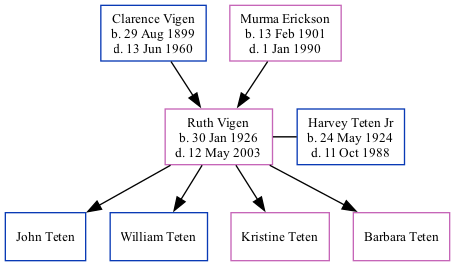 Clarence Vigen
b. 29 Aug 1899
d. 13 Jun 1960
Murma Erickson
b. 13 Feb 1901
d. 1 Jan 1990
Ruth Vigen
b. 30 Jan 1926
d. 12 May 2003
Harvey Teten Jr
b. 24 May 1924
d. 11 Oct 1988
John Teten
William Teten
Kristine Teten
Barbara Teten